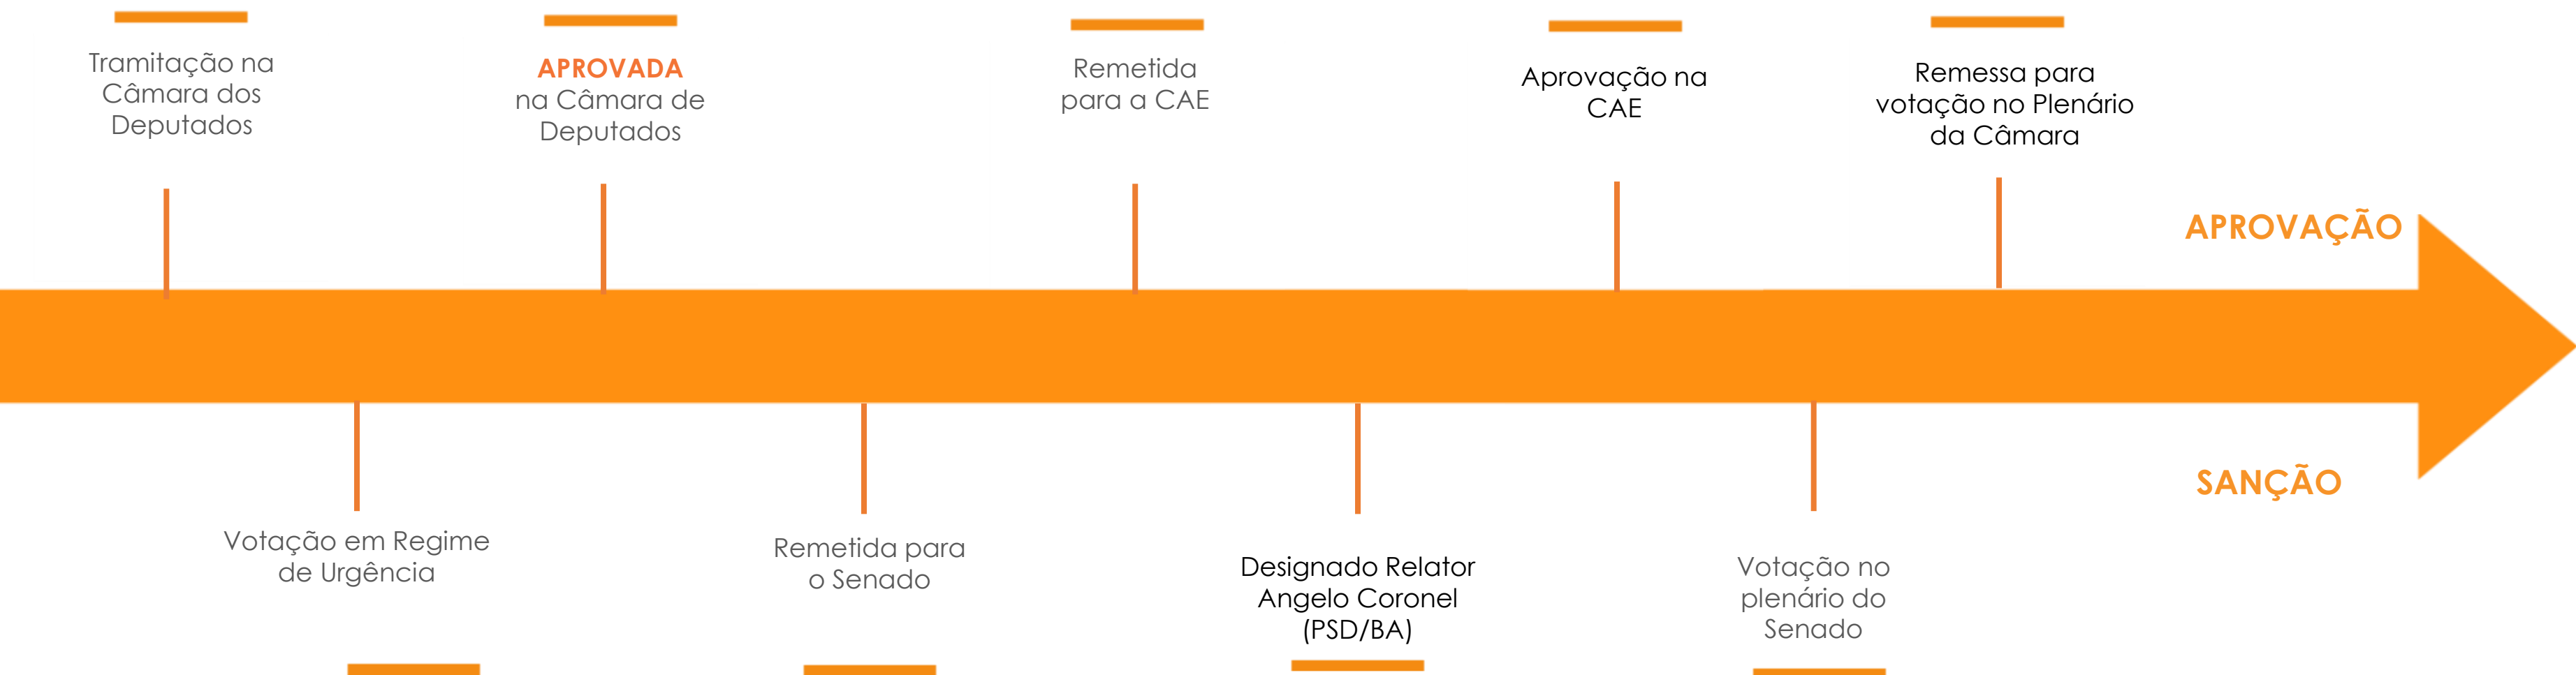 Tramitação na
Câmara dos
Deputados
APROVADA
na Câmara de
Deputados
Remetida
para a CAE
Aprovação na
CAE
Remessa para
votação no Plenário
da Câmara
APROVAÇÃO
SANÇÃO
Votação em Regime
de Urgência
Remetida para
o Senado
Designado Relator
Angelo Coronel
(PSD/BA)
Votação no
plenário do
Senado